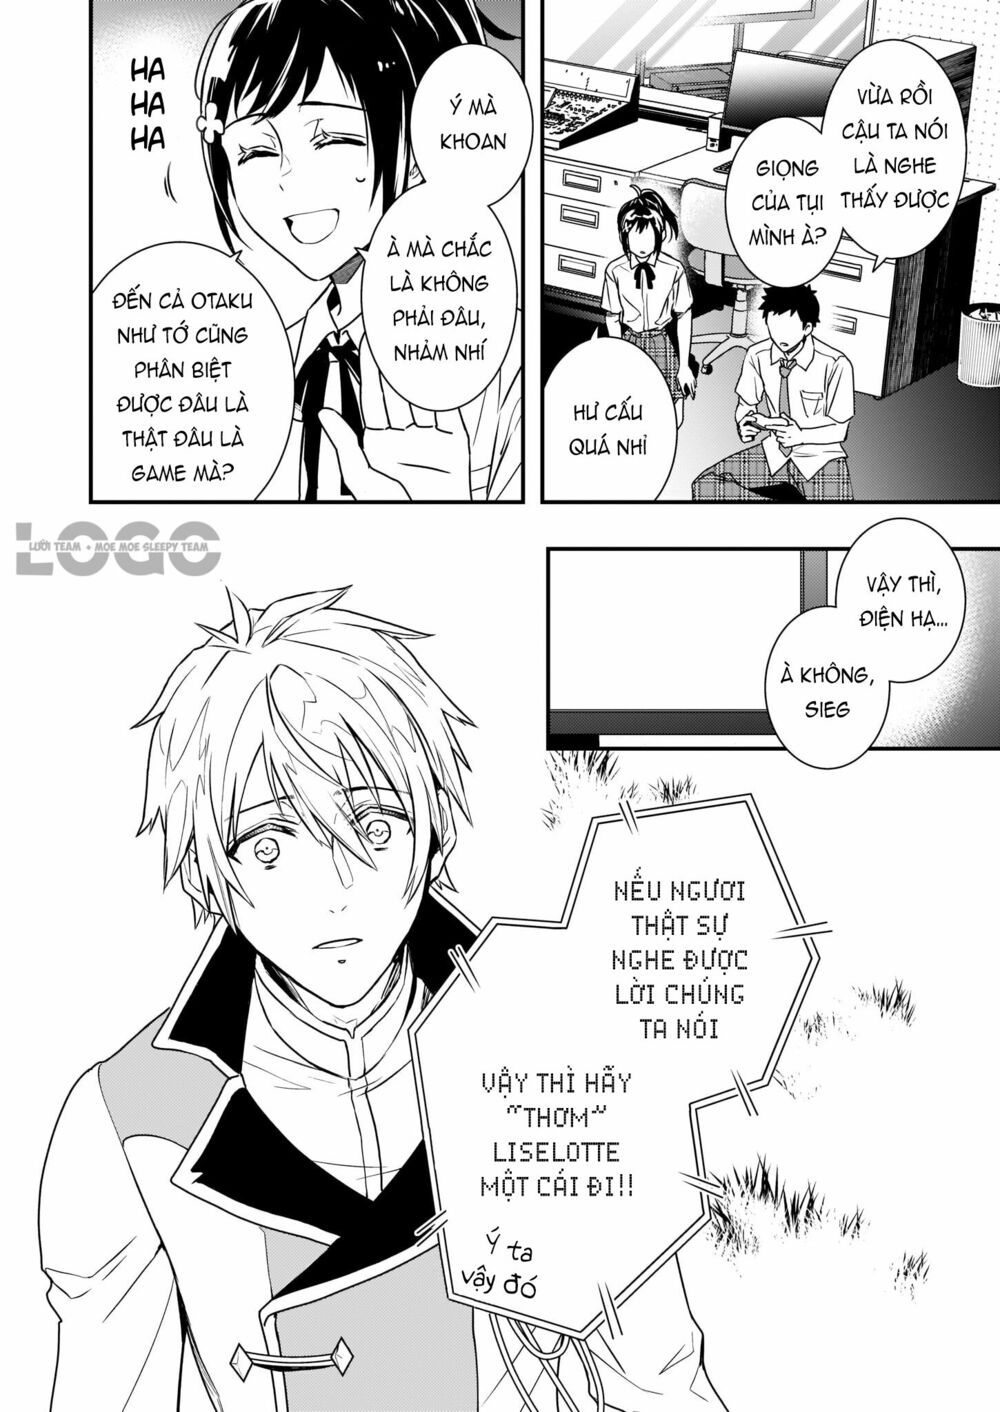 VỪA RỒI
CẬU TA NÓI
LÀ NGHE
THẤY ĐƯỢC
GIỌNG
CỦA TỤI
MÌNH À?
HƯ CẤU
QUÁ NHỈ
Ý MÀ
KHOAN
À MÀ CHẮC
LÀ KHÔNG
PHẢI ĐÂU,
NHẢM NHÍ
HA
HA
HA
ĐẾN CẢ OTAKU
NHƯ TỚ CŨNG
PHÂN BIỆT
ĐƯỢC ĐÂU LÀ
THẬT ĐÂU LÀ
GAME MÀ?
LOGO
LƯỜI TEAM + MOE MOE SLEEPY TEAM
VẬY THÌ,
ĐIỆN HẠ...
À KHÔNG,
SIEG
NẾU NGƯƠI
THẬT SỰ
NGHE ĐƯỢC
LỜI CHÚNG
TA NÓI
VẬY THÌ HÃY
"THƠM"
LISELOTTE
MỘT CÁI ĐI!!
Ý ta
vậy đó